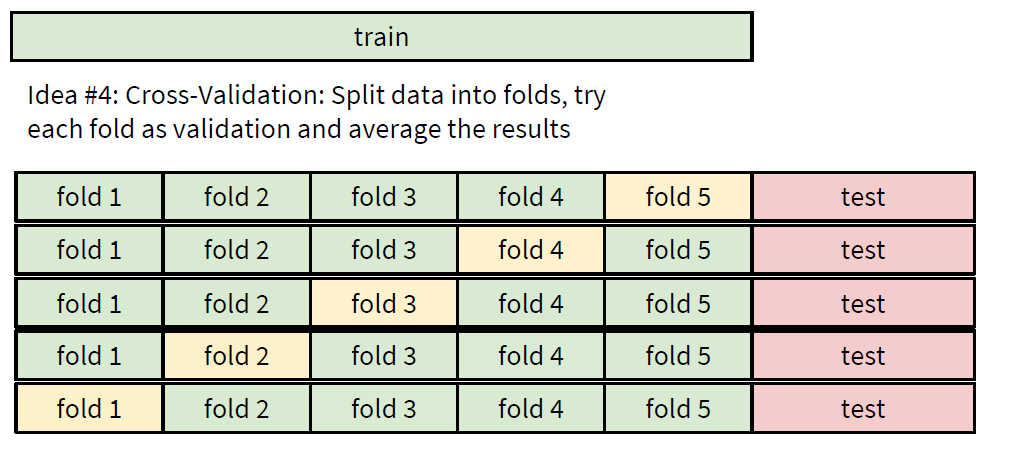 train
Idea #4: Cross-Validation: Split data into folds, try
each fold as validation and average the results
fold 1 fold 2 fold 3 fold 4 fold 5 test
fold 1 fold 2 fold 3 fold 4 fold 5 test
fold 1 fold 2 fold 3 fold 4 fold 5 test
fold 1 fold 2 fold 3 fold 4 fold 5 test
fold 1 fold 2 fold 3 fold 4 fold 5 test